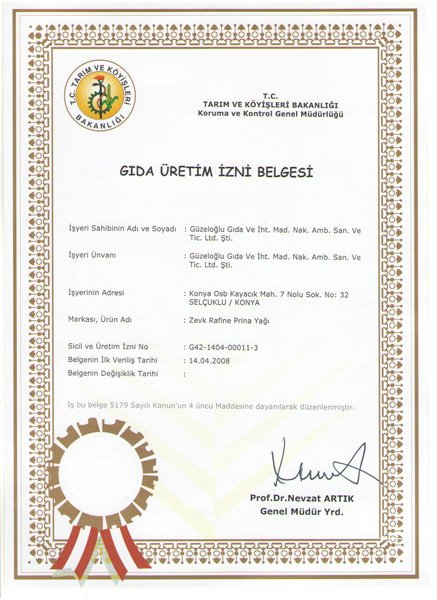 T.C. TARIM VE KÖYİŞLERİ
BAKANLIĞI
T.C.
TARIM VE KÖYİŞLERİ BAKANLIĞI
Koruma ve Kontrol Genel Müdürlüğü
GIDA ÜRETİM İZNİ BELGESİ
İşyeri Sahibinin Adı ve Soyadı : Güzeloğlu Gıda Ve İht. Mad. Nak. Amb. San. Ve
Tic. Ltd. Şti.
İşyeri Ünvanı : Güzeloğlu Gıda Ve İht. Mad. Nak. Amb. San. Ve
Tic. Ltd. Şti.
İşyerinin Adresi : Konya Osb Kayacık Mah. 7 Nolu Sok. No: 32
SELÇUKLU / KONYA
Markası, Ürün Adı : Zevk Rafine Prina Yağı
Sicil ve Üretim İzni No : G42-1404-00011-3
Belgenin İlk Veriliş Tarihi : 14.04.2008
Belgenin Değişiklik Tarihi :
İş bu belge 5179 Sayılı Kanun'un 4 üncü Maddesine dayanılarak düzenlenmiştir.
Prof.Dr.Nevzat ARTIK
Genel Müdür Yrd.